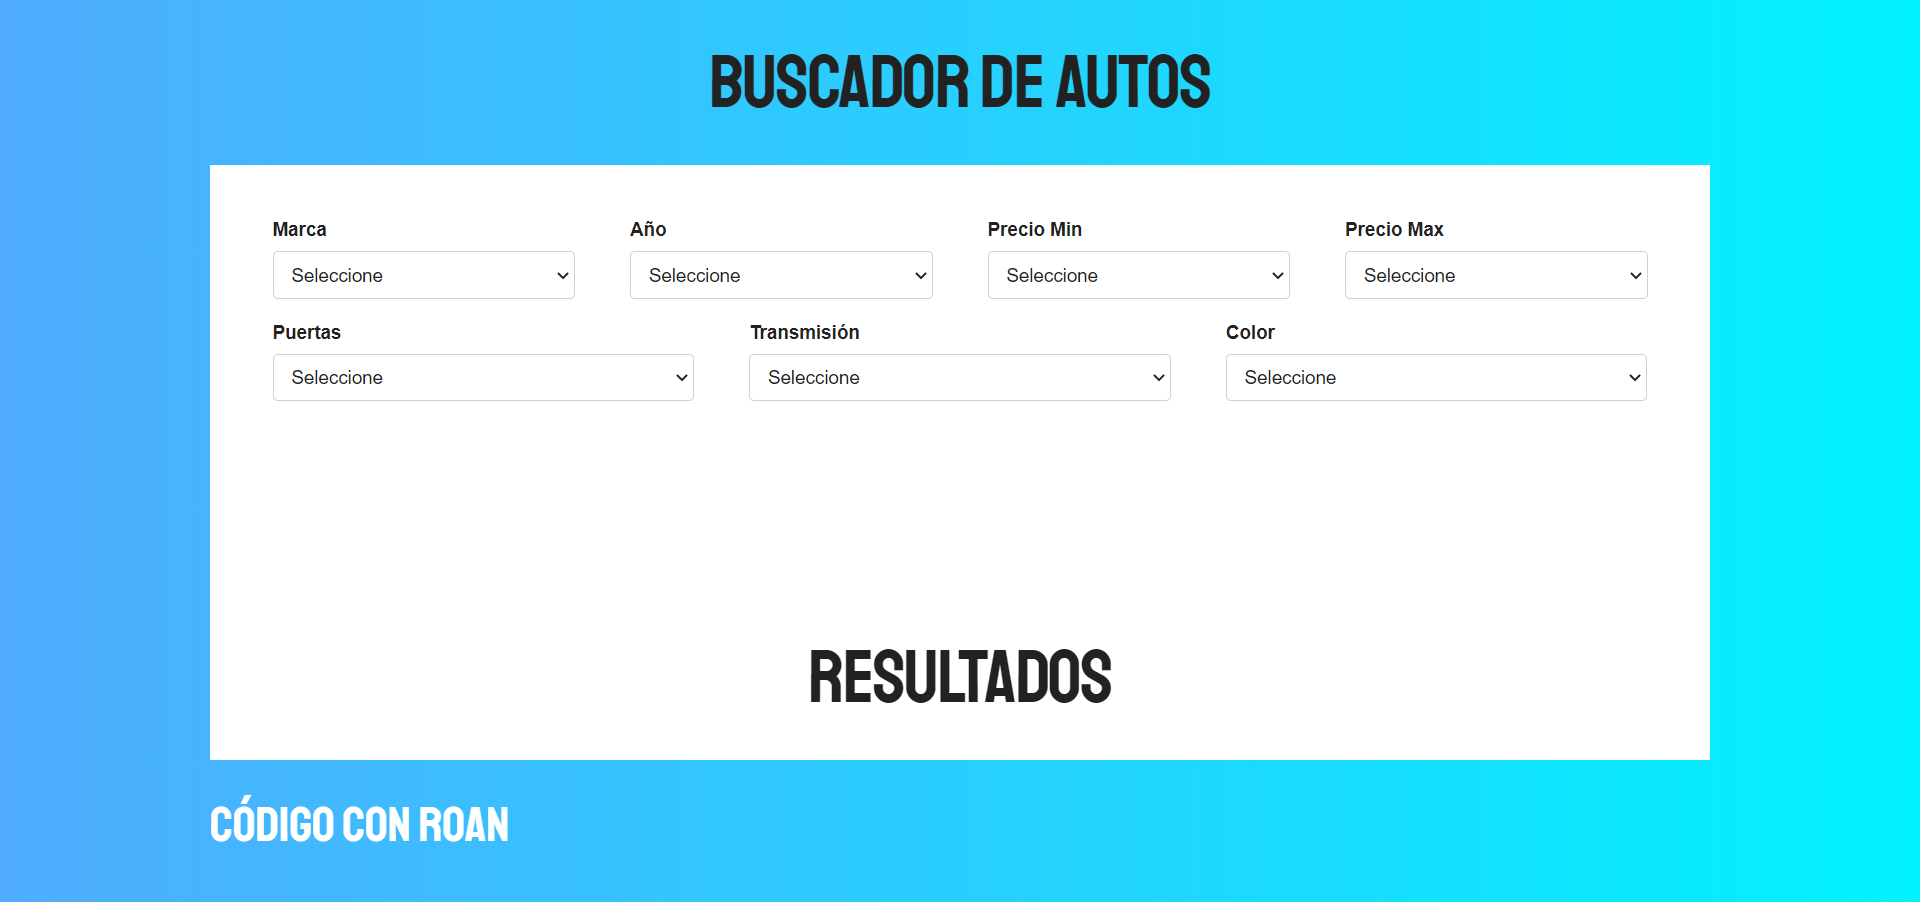 BUSCADOR DE AUTOS
Marca Año Precio Min Precio Max
Seleccione Seleccione Seleccione Seleccione
Puertas Transmisión Color
Seleccione Seleccione Seleccione
RESULTADOS
CÓDIGO CON ROAN